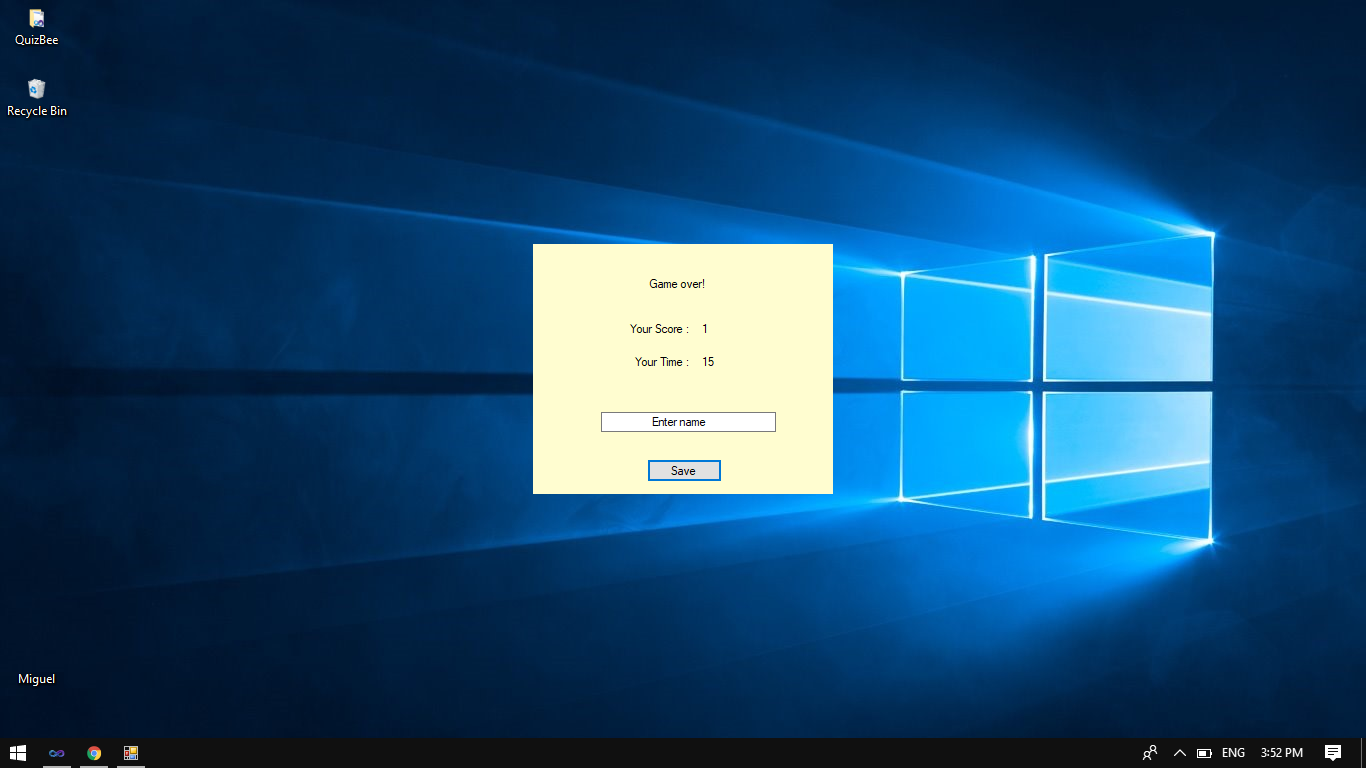 QuizBee
Recycle Bin
Game over!
Your Score : 1
Your Time : 15
Enter name
Save
Miguel
ENG 3:52 PM